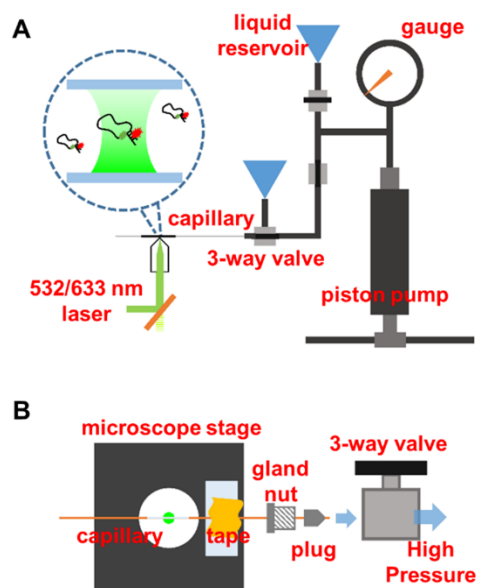 A
liquid
reservoir
gauge
capillary
3-way valve
532/633 nm
laser
piston pump
B
microscope stage
3-way valve
gland
nut
capillary
tape
plug
High
Pressure